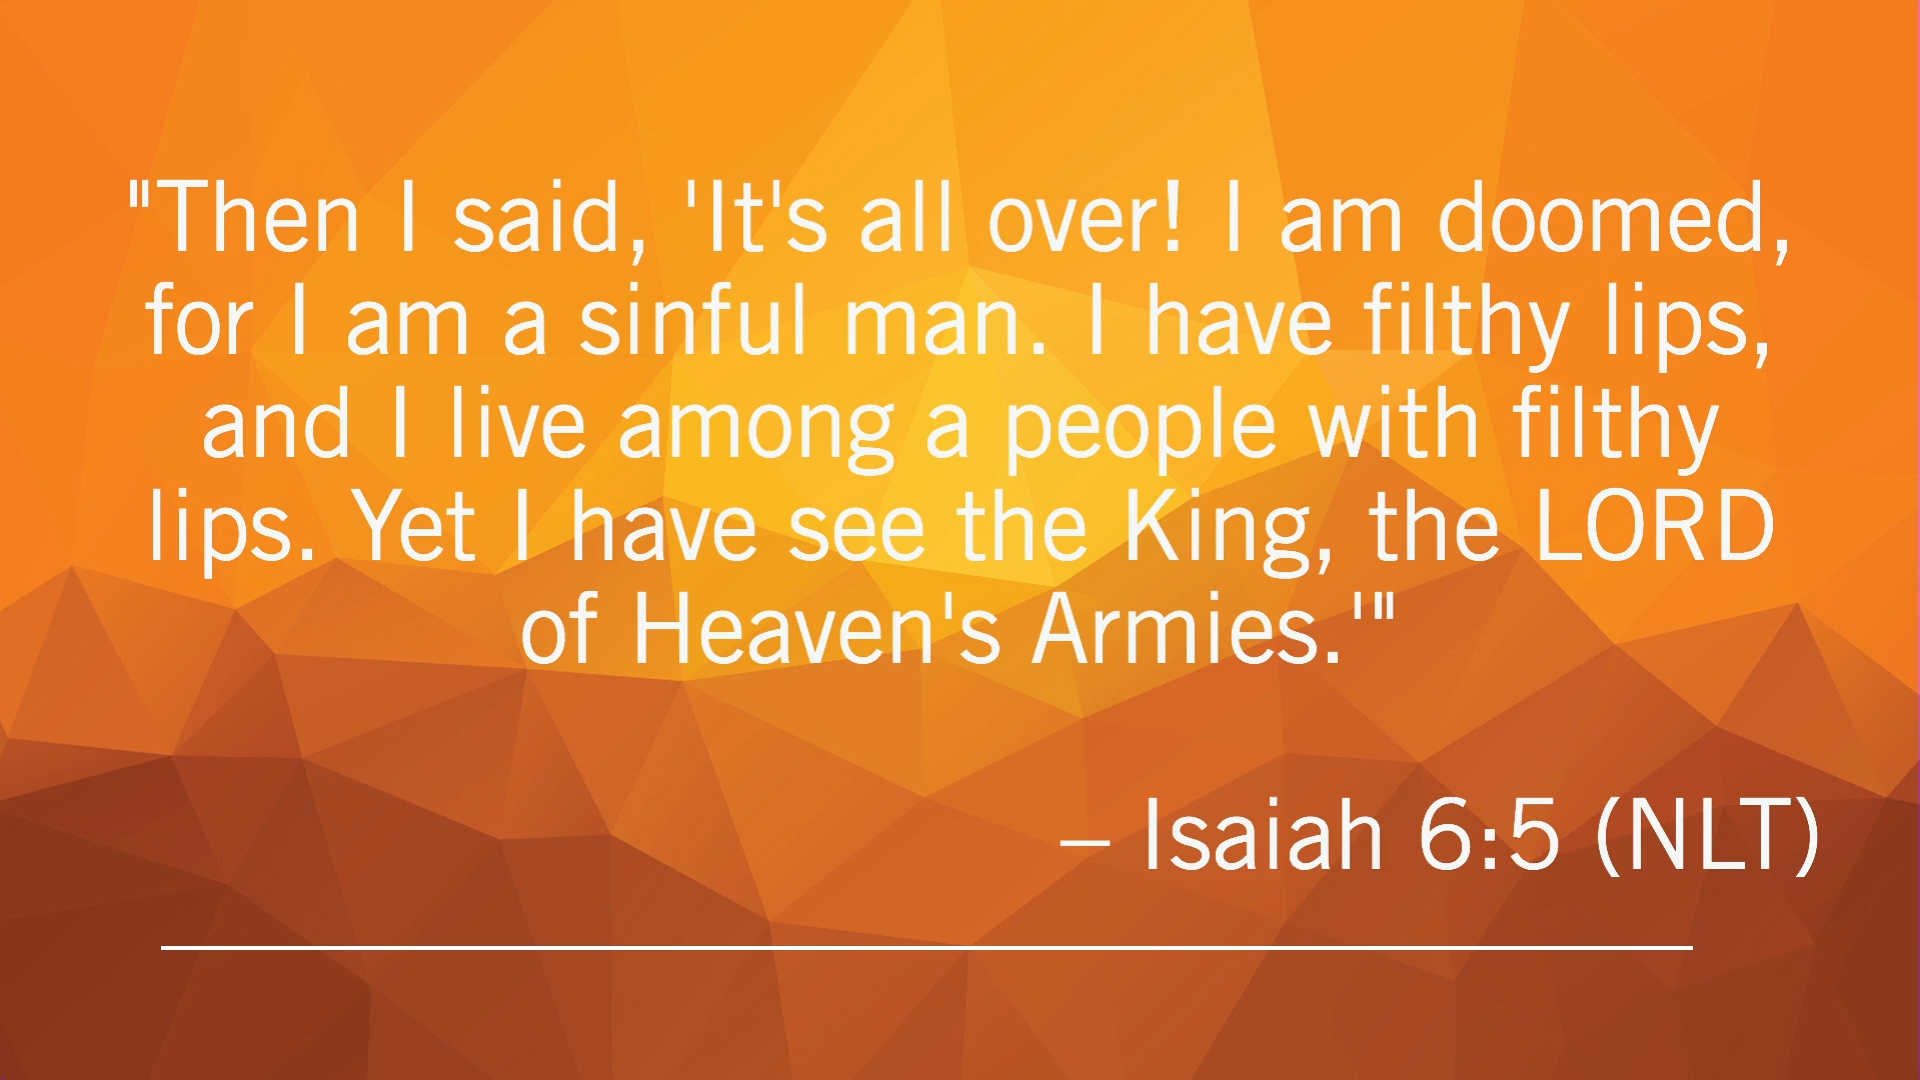 "Then I said, 'It's all over! I am doomed,
for I am a sinful man. I have filthy lips,
and I live among a people with filthy
lips. Yet I have see the King, the LORD
of Heaven's Armies.'"
– Isaiah 6:5 (NLT)